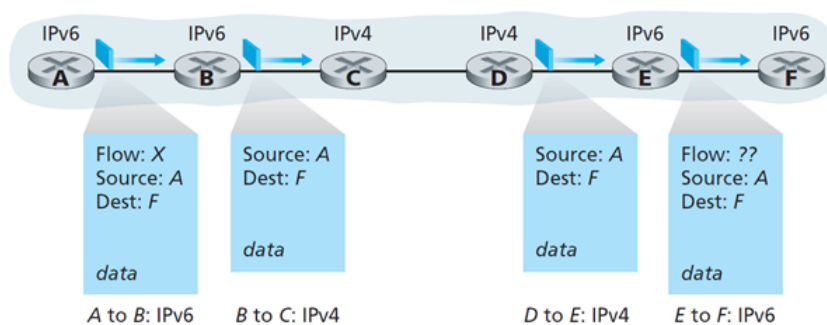 IPv6 IPv6 IPv4 IPv4 IPv6 IPv6
A B C D E F
Flow: X
Source: A
Dest: F
data
Source: A
Dest: F
data
Source: A
Dest: F
data
Flow: ??
Source: A
Dest: F
data
A to B: IPv6 B to C: IPv4 D to E: IPv4 E to F: IPv6